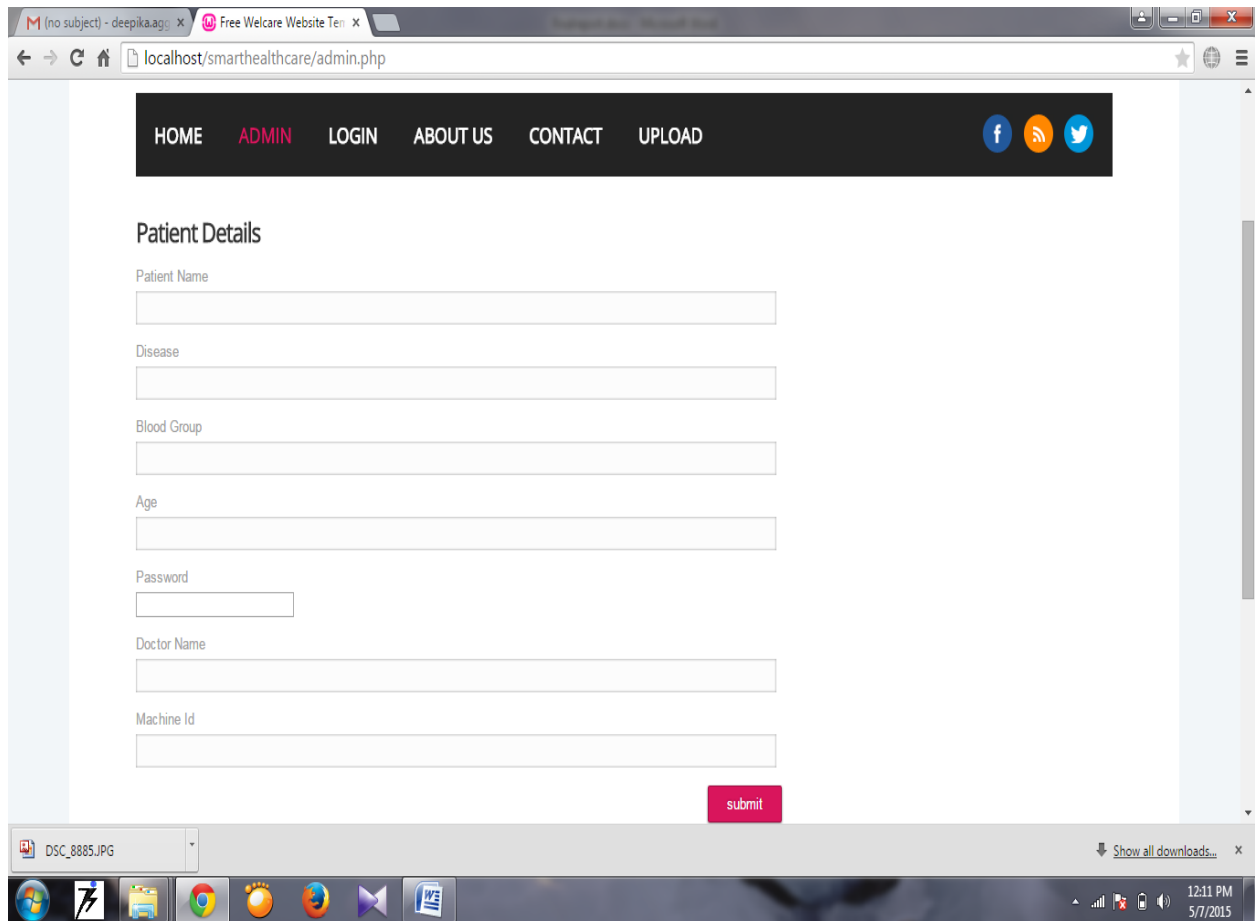 M (no subject) - deepika.agg x Free Welcare Website Ten x
localhost/smarthealthcare/admin.php
HOME ADMIN LOGIN ABOUT US CONTACT UPLOAD
Patient Details
Patient Name
Disease
Blood Group
Age
Password
Doctor Name
Machine Id
submit
DSC_8885.JPG Show all downloads... x
12:11 PM
5/7/2015